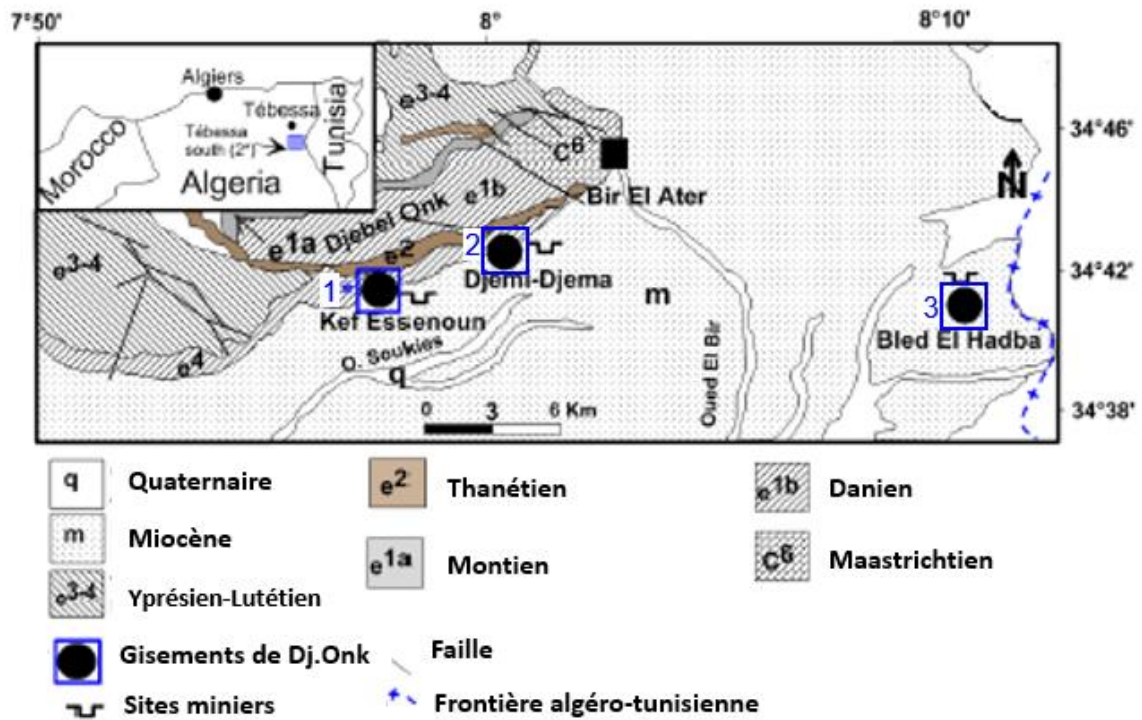 7°50' 8° 8°10'
Algiers
Tébessa
Tébessa
south (2")
Morocco
Algeria
Tunisia
e3-4
C6
34°46'
N
Bir El Ater
e1b
e1a Djebel Onk
e2
e3-4
2
Djemi-Djema
34°42'
1
Kef Essenoun
m
3
Bled El Hadba
e4
O. Soukies
q
Oued El Bir
0 3 6 Km
34°38'
q Quaternaire
e2 Thanétien
e1b Danien
m Miocène
e1a Montien
C6 Maastrichtien
e3-4 Yprésien-Lutétien
Gisements de Dj.Onk
Faille
Sites miniers
Frontière algéro-tunisienne